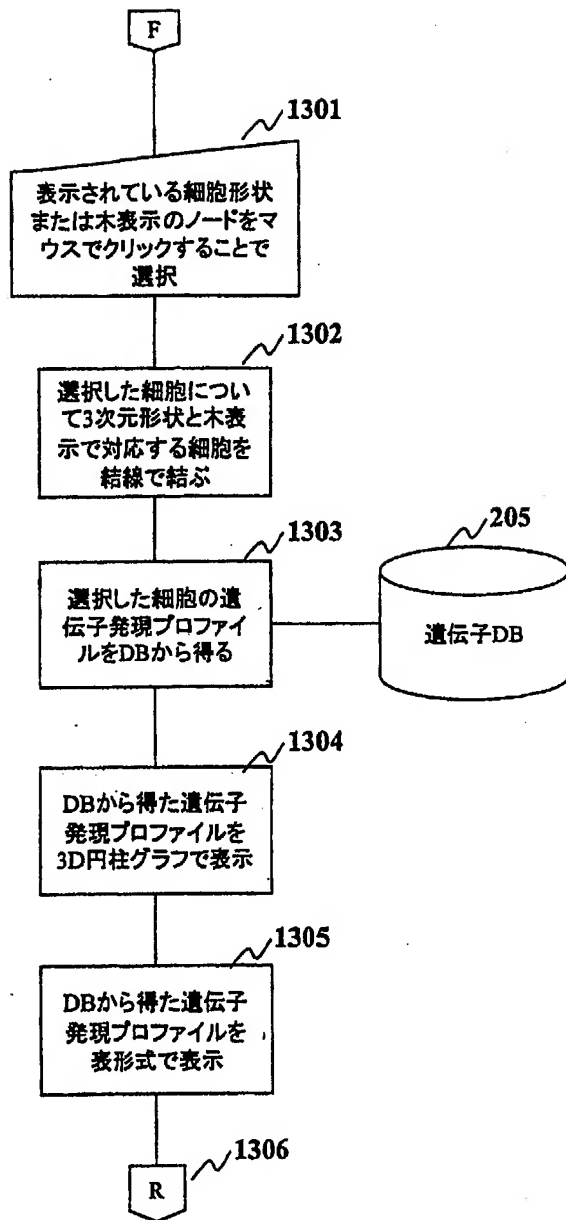 F
1301
表示されている細胞形状
または木表示のノードをマ
ウスでクリックすることで
選択
1302
選択した細胞につい
て3次元形状と木表
示で対応する細胞を
結線で結ぶ
1303
選択した細胞の遺
伝子発現プロファイ
ルをDBから得る
205
遺伝子DB
1304
DBから得た遺伝子
発現プロファイルを
3D円柱グラフで表示
1305
DBから得た遺伝子
発現プロファイルを
表形式で表示
1306
R